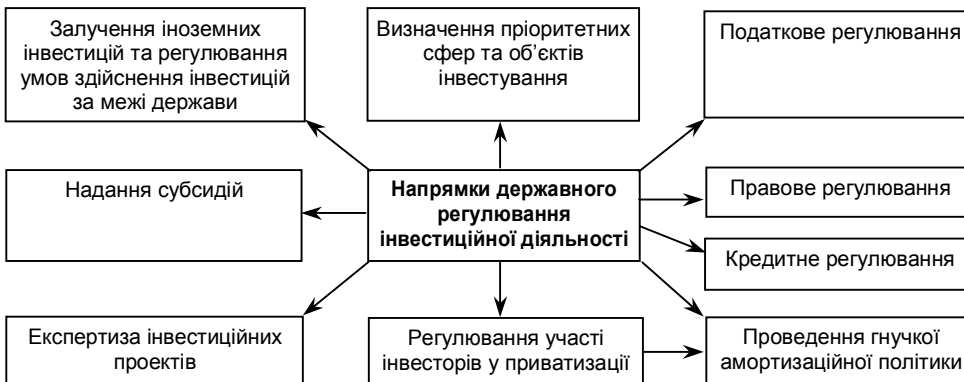 Залучення іноземних
інвестицій та регулювання
умов здійснення інвестицій
за межі держави
Визначення пріоритетних
сфер та об’єктів
інвестування
Податкове регулювання
Надання субсидій
Напрямки державного
регулювання
інвестиційної діяльності
Правове регулювання
Кредитне регулювання
Експертиза інвестиційних
проектів
Регулювання участі
інвесторів у приватизації
Проведення гнучкої
амортизаційної політики